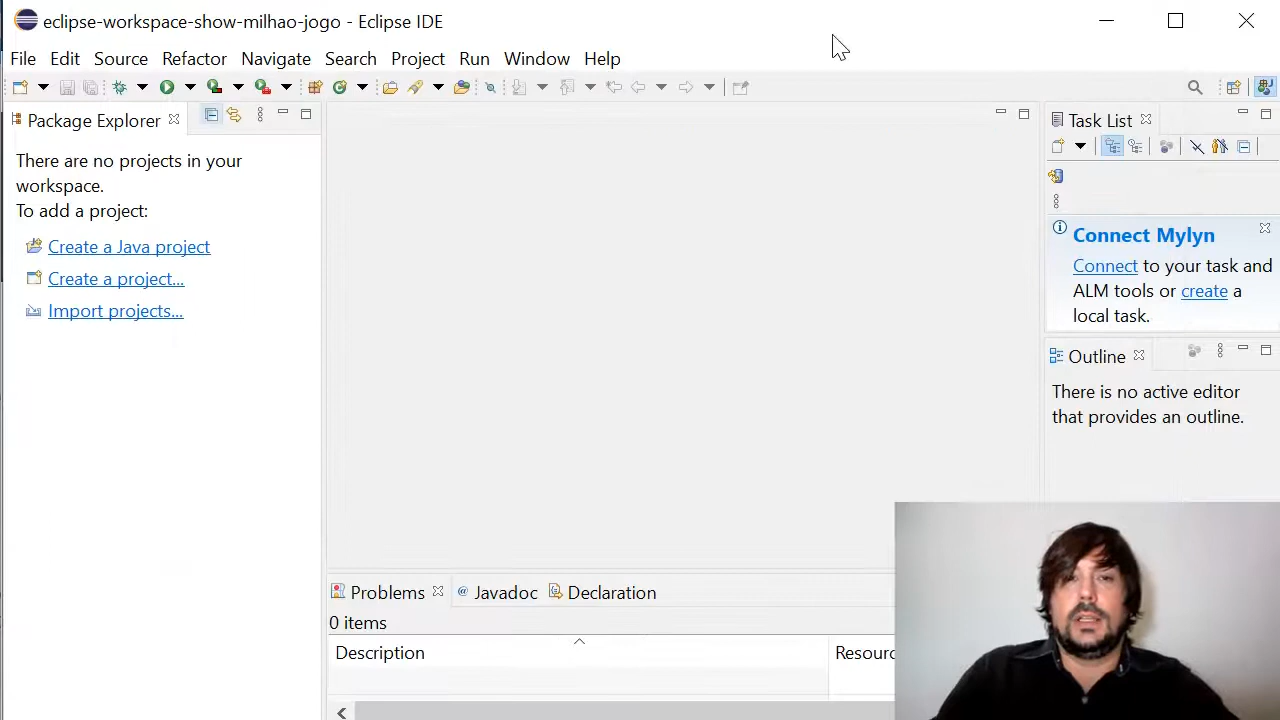 eclipse-workspace-show-milhao-jogo - Eclipse IDE
File Edit Source Refactor Navigate Search Project Run Window Help
Package Explorer
There are no projects in your
workspace.
To add a project:
Create a Java project
Create a project...
Import projects...
Task List
Connect Mylyn
Connect to your task and
ALM tools or create a
local task.
Outline
There is no active editor
that provides an outline.
Problems @ Javadoc Declaration
0 items
Description Resourc